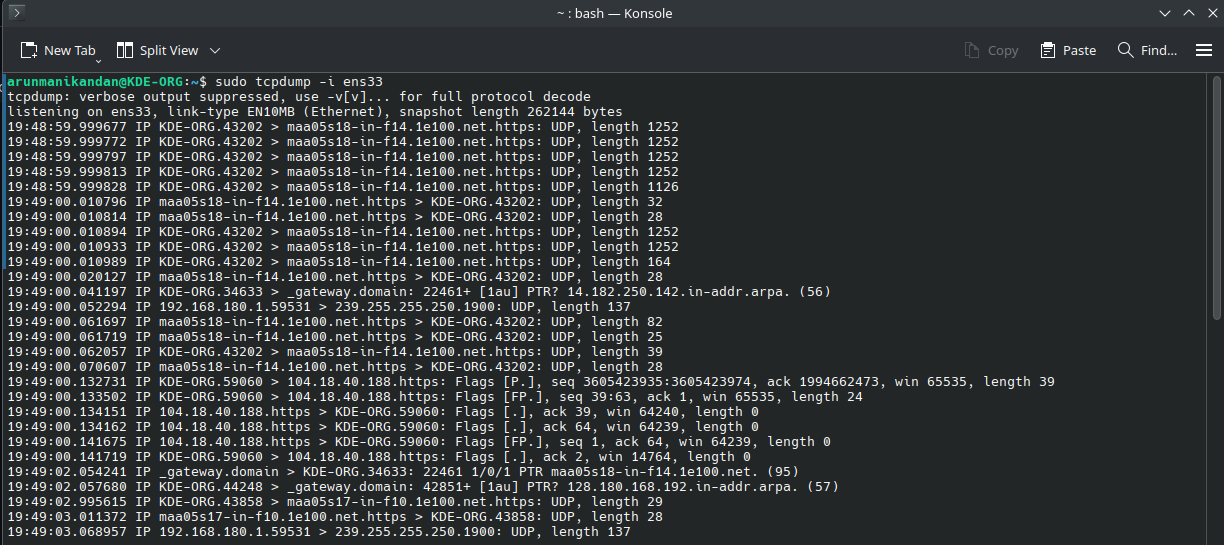 ~ : bash — Konsole
New Tab
Split View
Copy
Paste
Find...
arunmanikandan@KDE-ORG:~$ sudo tcpdump -i ens33
tcpdump: verbose output suppressed, use -v[v]... for full protocol decode
listening on ens33, link-type EN10MB (Ethernet), snapshot length 262144 bytes
19:48:59.999677 IP KDE-ORG.43202 > maa05s18-in-f14.1e100.net.https: UDP, length 1252
19:48:59.999772 IP KDE-ORG.43202 > maa05s18-in-f14.1e100.net.https: UDP, length 1252
19:48:59.999797 IP KDE-ORG.43202 > maa05s18-in-f14.1e100.net.https: UDP, length 1252
19:48:59.999813 IP KDE-ORG.43202 > maa05s18-in-f14.1e100.net.https: UDP, length 1252
19:48:59.999828 IP KDE-ORG.43202 > maa05s18-in-f14.1e100.net.https: UDP, length 1126
19:49:00.010796 IP maa05s18-in-f14.1e100.net.https > KDE-ORG.43202: UDP, length 32
19:49:00.010814 IP maa05s18-in-f14.1e100.net.https > KDE-ORG.43202: UDP, length 28
19:49:00.010894 IP KDE-ORG.43202 > maa05s18-in-f14.1e100.net.https: UDP, length 1252
19:49:00.010933 IP KDE-ORG.43202 > maa05s18-in-f14.1e100.net.https: UDP, length 1252
19:49:00.010989 IP KDE-ORG.43202 > maa05s18-in-f14.1e100.net.https: UDP, length 164
19:49:00.020127 IP maa05s18-in-f14.1e100.net.https > KDE-ORG.43202: UDP, length 28
19:49:00.041197 IP KDE-ORG.34633 > _gateway.domain: 22461+ [1au] PTR? 14.182.250.142.in-addr.arpa. (56)
19:49:00.052294 IP 192.168.180.1.59531 > 239.255.255.250.1900: UDP, length 137
19:49:00.061697 IP maa05s18-in-f14.1e100.net.https > KDE-ORG.43202: UDP, length 82
19:49:00.061719 IP maa05s18-in-f14.1e100.net.https > KDE-ORG.43202: UDP, length 25
19:49:00.062057 IP KDE-ORG.43202 > maa05s18-in-f14.1e100.net.https: UDP, length 39
19:49:00.070607 IP maa05s18-in-f14.1e100.net.https > KDE-ORG.43202: UDP, length 28
19:49:00.132731 IP KDE-ORG.59060 > 104.18.40.188.https: Flags [P.], seq 3605423935:3605423974, ack 1994662473, win 65535, length 39
19:49:00.133502 IP KDE-ORG.59060 > 104.18.40.188.https: Flags [FP.], seq 39:63, ack 1, win 65535, length 24
19:49:00.134151 IP 104.18.40.188.https > KDE-ORG.59060: Flags [.], ack 39, win 64240, length 0
19:49:00.134162 IP 104.18.40.188.https > KDE-ORG.59060: Flags [.], ack 64, win 64239, length 0
19:49:00.141675 IP 104.18.40.188.https > KDE-ORG.59060: Flags [FP.], seq 1, ack 64, win 64239, length 0
19:49:00.141719 IP KDE-ORG.59060 > 104.18.40.188.https: Flags [.], ack 2, win 14764, length 0
19:49:02.054241 IP _gateway.domain > KDE-ORG.34633: 22461 1/0/1 PTR maa05s18-in-f14.1e100.net. (95)
19:49:02.057680 IP KDE-ORG.44248 > _gateway.domain: 42851+ [1au] PTR? 128.180.168.192.in-addr.arpa. (57)
19:49:02.995615 IP KDE-ORG.43858 > maa05s17-in-f10.1e100.net.https: UDP, length 29
19:49:03.011372 IP maa05s17-in-f10.1e100.net.https > KDE-ORG.43858: UDP, length 28
19:49:03.068957 IP 192.168.180.1.59531 > 239.255.255.250.1900: UDP, length 137